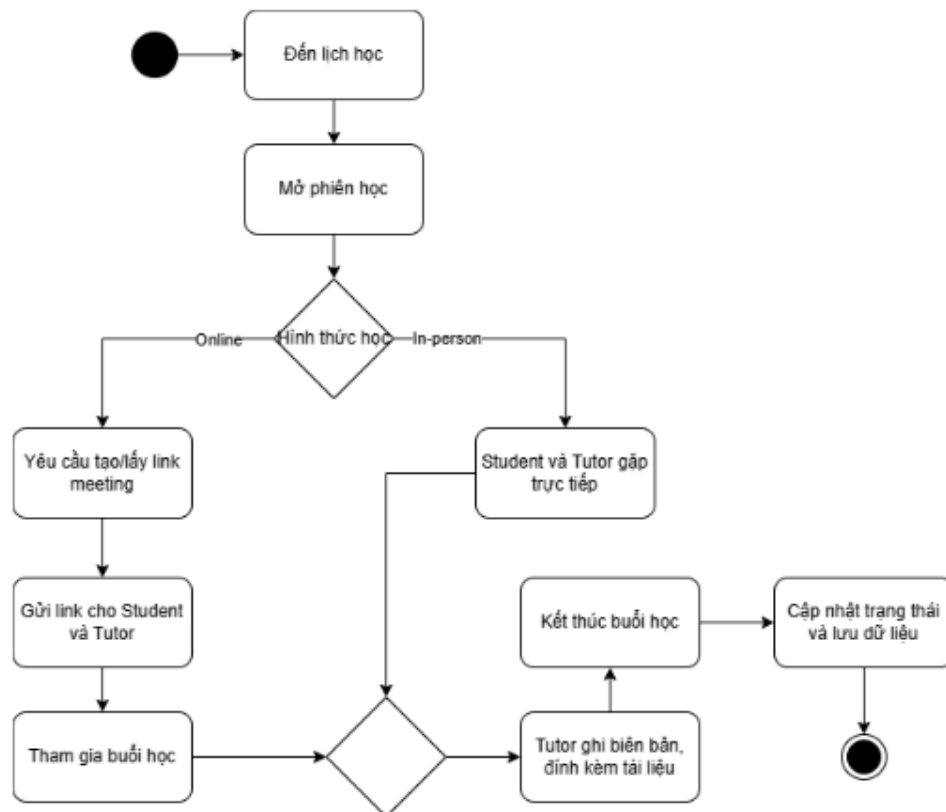 Đến lịch học
Mở phiên học
Hình thức học
Online
In-person
Yêu cầu tạo/lấy link
meeting
Student và Tutor gặp
trực tiếp
Gửi link cho Student
và Tutor
Kết thúc buổi học
Cập nhật trạng thái
và lưu dữ liệu
Tham gia buổi học
Tutor ghi biên bản,
đính kèm tài liệu